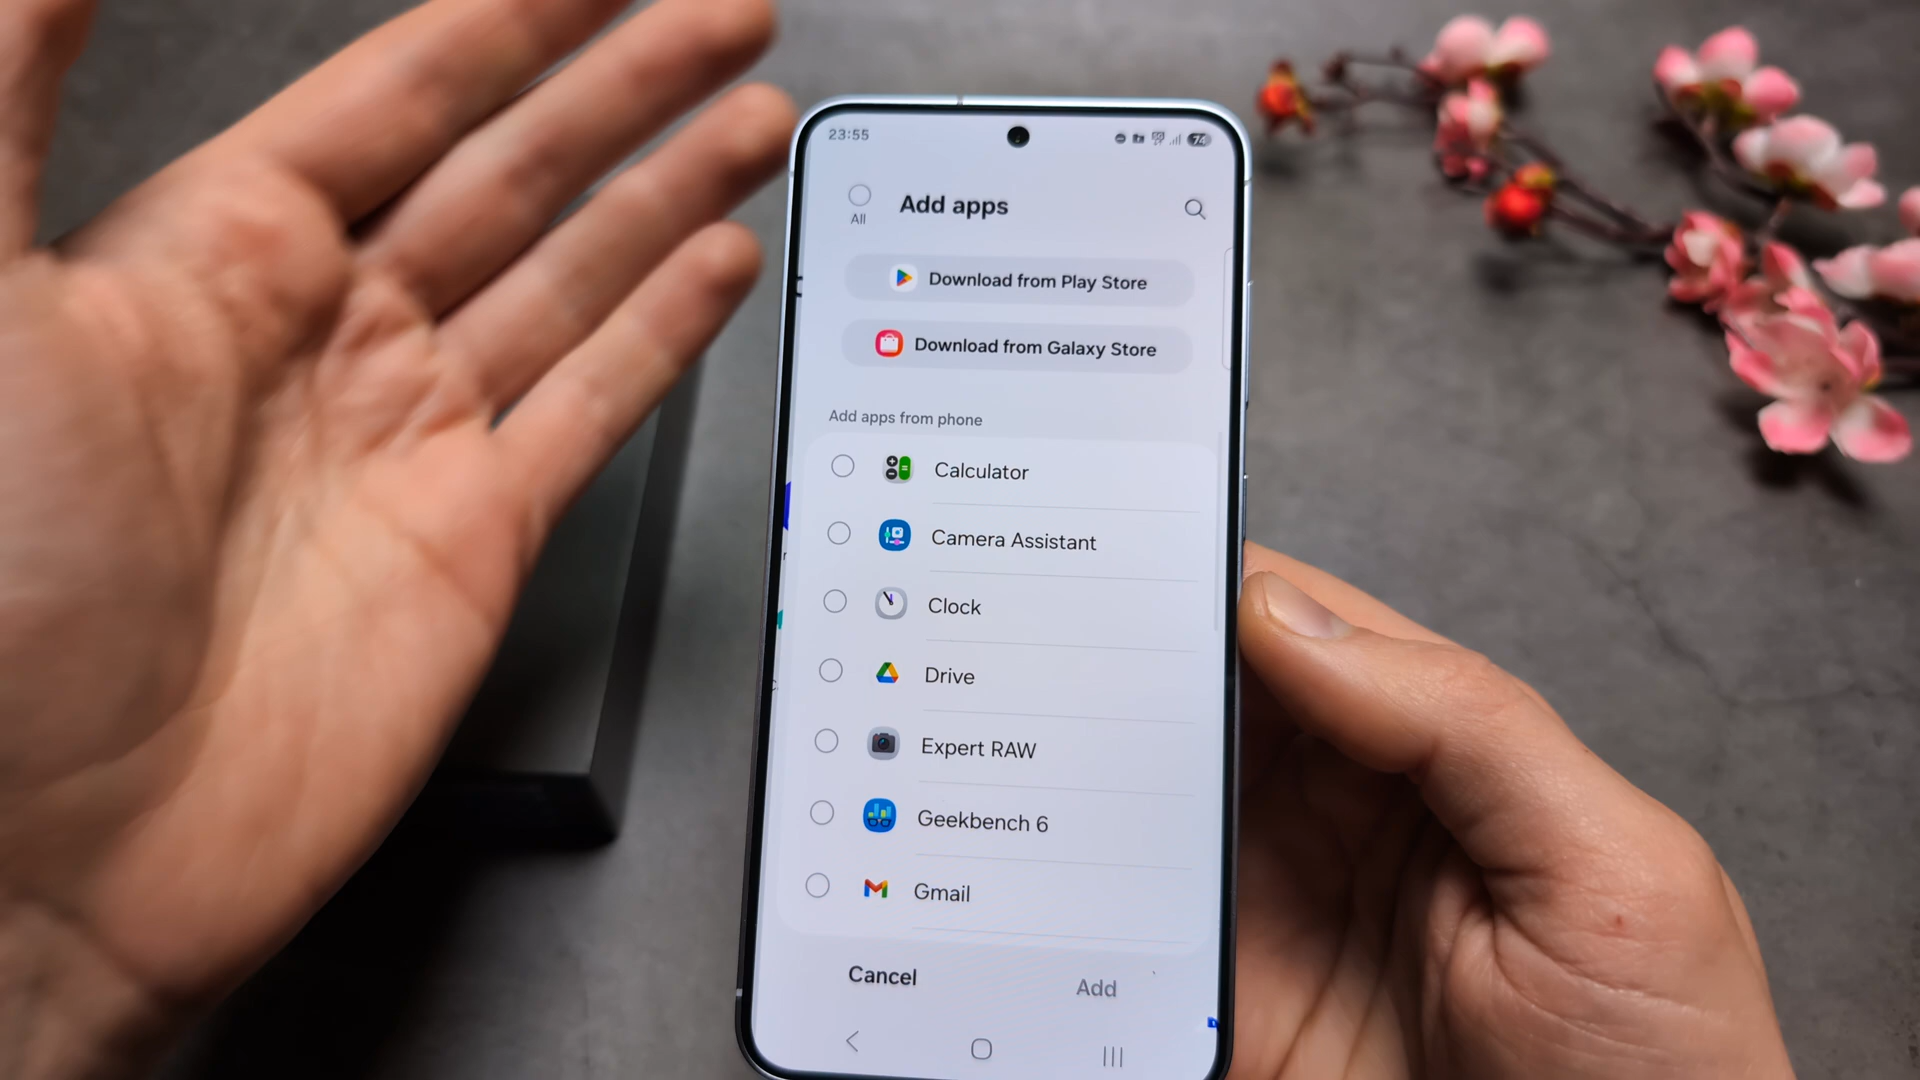 23:55
74
All
Add apps
Download from Play Store
Download from Galaxy Store
Add apps from phone
Calculator
Camera Assistant
Clock
Drive
Expert RAW
Geekbench 6
Gmail
Cancel
Add